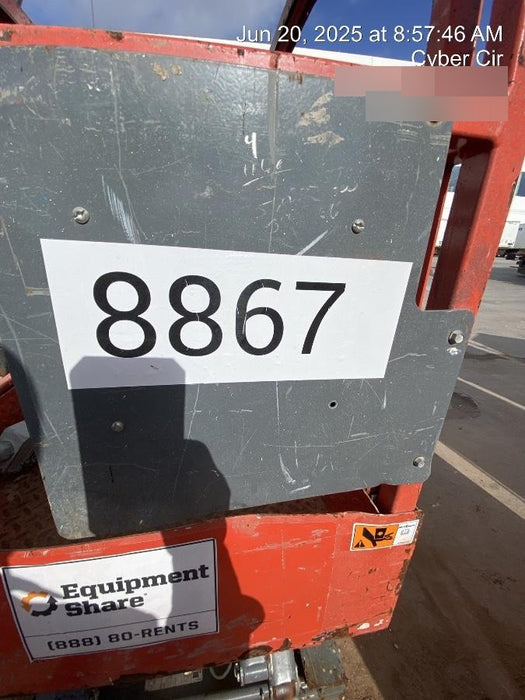 Jun 20, 2025 at 8:57:46 AM
Cyber Cir
8867
Equipment
Share
(888) 80-RENTS